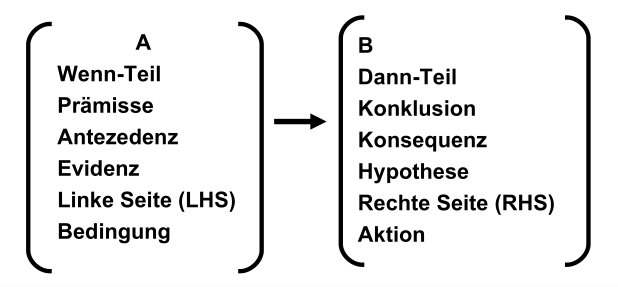 A
Wenn-Teil
Prämisse
Antezedenz
Evidenz
Linke Seite (LHS)
Bedingung
B
Dann-Teil
Konklusion
Konsequenz
Hypothese
Rechte Seite (RHS)
Aktion